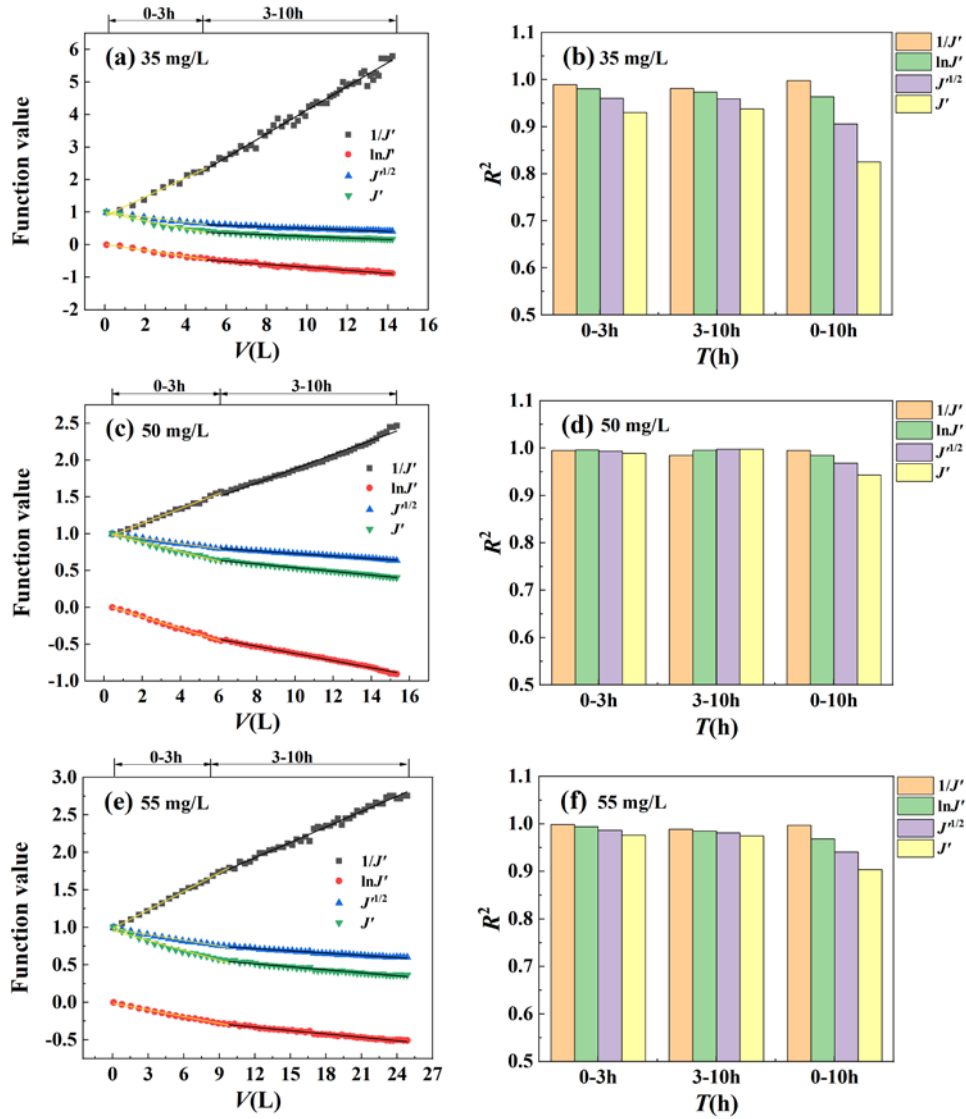 0-3h 3-10h
(a) 35 mg/L
Function value
6
5
4
3
2
1
0
-1
-2
1/J′
lnJ′
J′1/2
J′
0 2 4 6 8 10 12 14 16
V(L)
(b) 35 mg/L
R2
1.1
1.0
0.9
0.8
0.7
0.6
0.5
1/J′
lnJ′
J′1/2
J′
0-3h 3-10h 0-10h
T(h)
0-3h 3-10h
(c) 50 mg/L
Function value
2.5
2.0
1.5
1.0
0.5
0.0
-0.5
-1.0
1/J′
lnJ′
J′1/2
J′
0 2 4 6 8 10 12 14 16
V(L)
(d) 50 mg/L
R2
1.1
1.0
0.9
0.8
0.7
0.6
0.5
1/J′
lnJ′
J′1/2
J′
0-3h 3-10h 0-10h
T(h)
0-3h 3-10h
(e) 55 mg/L
Function value
3.0
2.5
2.0
1.5
1.0
0.5
0.0
-0.5
1/J′
lnJ′
J′1/2
J′
0 3 6 9 12 15 18 21 24 27
V(L)
(f) 55 mg/L
R2
1.1
1.0
0.9
0.8
0.7
0.6
0.5
1/J′
lnJ′
J′1/2
J′
0-3h 3-10h 0-10h
T(h)